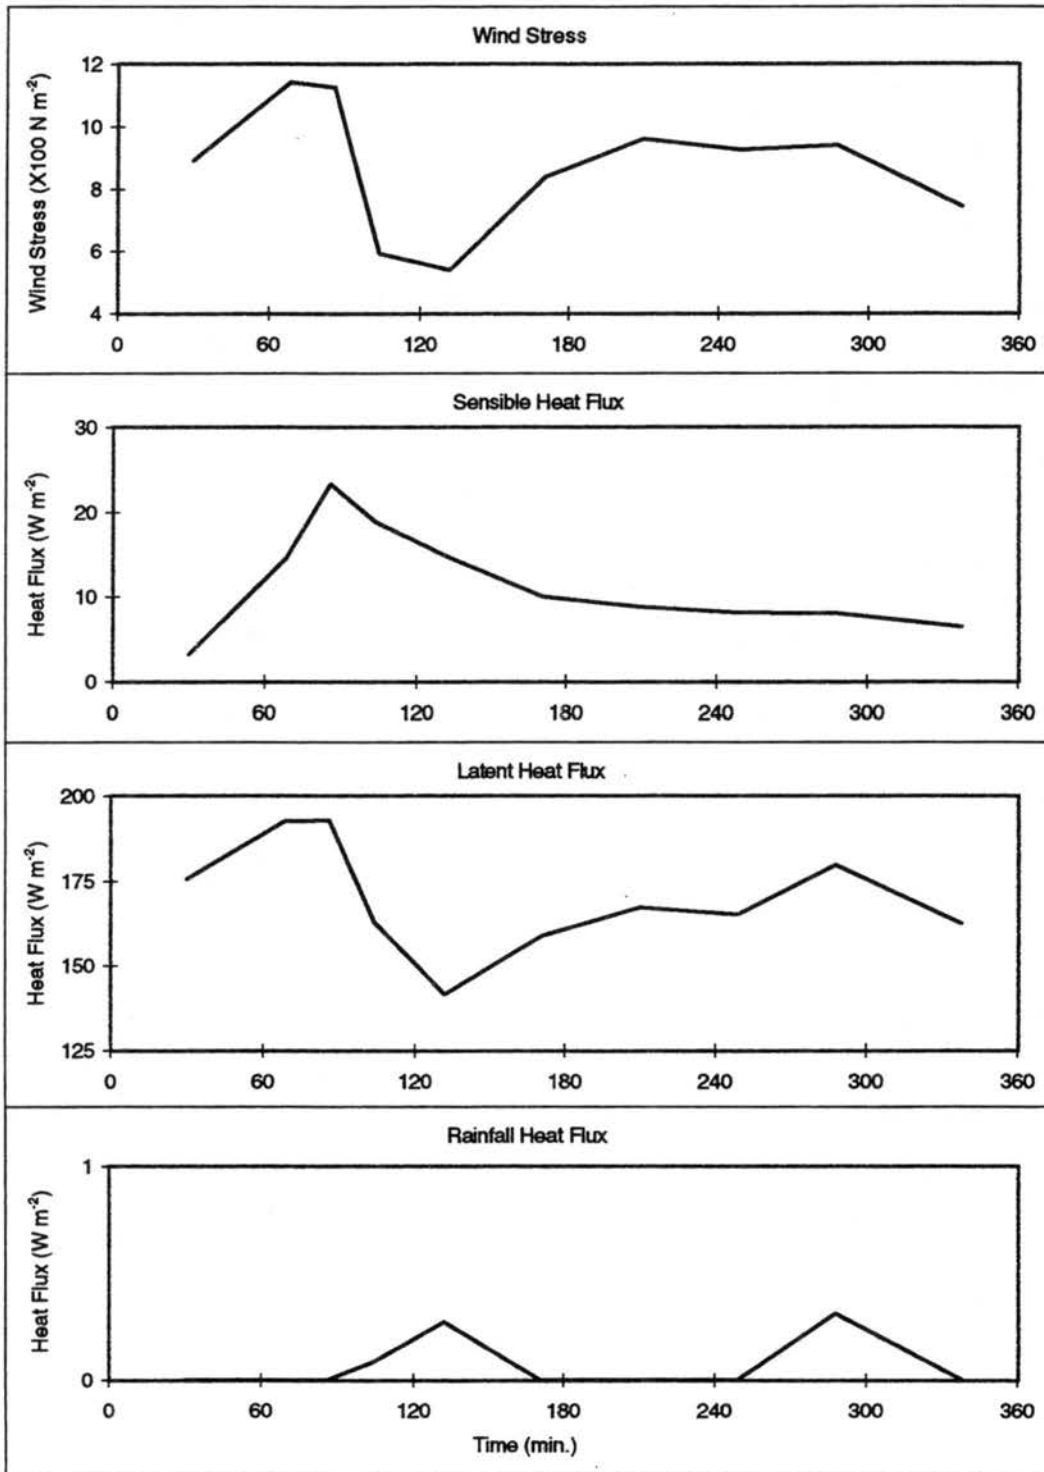 Wind Stress
Wind Stress (X100 N m-2)
12
10
8
6
4
0 60 120 180 240 300 360
Sensible Heat Flux
Heat Flux (W m-2)
30
20
10
0
0 60 120 180 240 300 360
Latent Heat Flux
Heat Flux (W m-2)
200
175
150
125
0 60 120 180 240 300 360
Rainfall Heat Flux
Heat Flux (W m-2)
1
0
0 60 120 180 240 300 360
Time (min.)